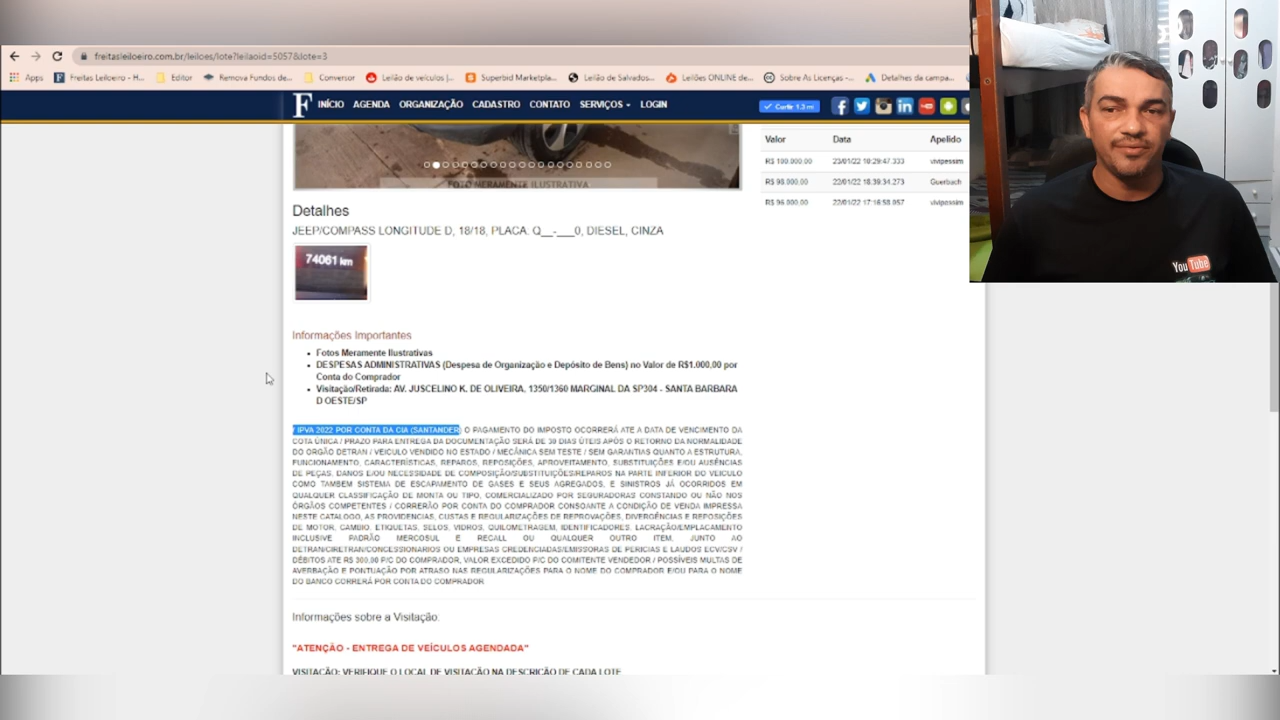 freitasleiloeiro.com.br/leiloes/lote?leilaoid=5057&lote=3
Apps Freitas Leiloeiro - H... Editor Remova Fundos de... Conversor Leilão de veículos |... Superbid Marketpla... Leilão de Salvados... Leilões ONLINE de... Sobre As Licenças -... Detalhes da campa...
F INÍCIO AGENDA ORGANIZAÇÃO CADASTRO CONTATO SERVIÇOS LOGIN Curtir 1,3 mi
Valor Data Apelido
R$ 100.000,00 23/01/22 10:29:47.333 vivipessim
R$ 98.000,00 22/01/22 18:39:34.273 Guerbach
R$ 96.000,00 22/01/22 17:16:58.057 vivipessim
FOTO MERAMENTE ILUSTRATIVA
Detalhes
JEEP/COMPASS LONGITUDE D, 18/18, PLACA: Q__-___0, DIESEL, CINZA
74061 km
Informações Importantes
Fotos Meramente Ilustrativas
DESPESAS ADMINISTRATIVAS (Despesa de Organização e Depósito de Bens) no Valor de R$1.000,00 por
Conta do Comprador
Visitação/Retirada: AV. JUSCELINO K. DE OLIVEIRA, 1350/1360 MARGINAL DA SP304 - SANTA BARBARA
D OESTE/SP
/ IPVA 2022 POR CONTA DA CIA (SANTANDER) O PAGAMENTO DO IMPOSTO OCORRERÁ ATE A DATA DE VENCIMENTO DA
COTA ÚNICA / PRAZO PARA ENTREGA DA DOCUMENTAÇÃO SERÁ DE 30 DIAS ÚTEIS APÓS O RETORNO DA NORMALIDADE
DO ORGÃO DETRAN / VEICULO VENDIDO NO ESTADO / MECÂNICA SEM TESTE / SEM GARANTIAS QUANTO A ESTRUTURA,
FUNCIONAMENTO, CARACTERÍSTICAS, REPAROS, REPOSIÇÕES, APROVEITAMENTO, SUBSTITUIÇÕES E/OU AUSÊNCIAS
DE PEÇAS, DANOS E/OU NECESSIDADE DE COMPOSIÇÃO/SUBSTITUIÇÕES/REPAROS NA PARTE INFERIOR DO VEICULO
COMO TAMBEM SISTEMA DE ESCAPAMENTO DE GASES E SEUS AGREGADOS, E SINISTROS JÁ OCORRIDOS EM
QUALQUER CLASSIFICAÇÃO DE MONTA OU TIPO, COMERCIALIZADO POR SEGURADORAS CONSTANDO OU NÃO NOS
ÓRGÃOS COMPETENTES / CORRERÃO POR CONTA DO COMPRADOR CONSOANTE A CONDIÇÃO DE VENDA IMPRESSA
NESTE CATALOGO, AS PROVIDENCIAS, CUSTAS E REGULARIZAÇÕES DE REPROVAÇÕES, DIVERGÊNCIAS E REPOSIÇÕES
DE MOTOR, CAMBIO, ETIQUETAS, SELOS, VIDROS, QUILOMETRAGEM, IDENTIFICADORES, LACRAÇÃO/EMPLACAMENTO
INCLUSIVE PADRÃO MERCOSUL E RECALL OU QUALQUER OUTRO ITEM, JUNTO AO
DETRAN/CIRETRAN/CONCESSIONARIOS OU EMPRESAS CREDENCIADAS/EMISSORAS DE PERICIAS E LAUDOS ECV/CSV /
DÉBITOS ATE R$ 300,00 P/C DO COMPRADOR, VALOR EXCEDIDO P/C DO COMITENTE VENDEDOR / POSSÍVEIS MULTAS DE
AVERBAÇÃO E PONTUAÇÃO POR ATRASO NAS REGULARIZAÇÕES PARA O NOME DO COMPRADOR E/OU PARA O NOME
DO BANCO CORRERÁ POR CONTA DO COMPRADOR
Informações sobre a Visitação:
"ATENÇÃO - ENTREGA DE VEÍCULOS AGENDADA"
VISITAÇÃO: VERIFIQUE O LOCAL DE VISITAÇÃO NA DESCRIÇÃO DE CADA LOTE
YouTube